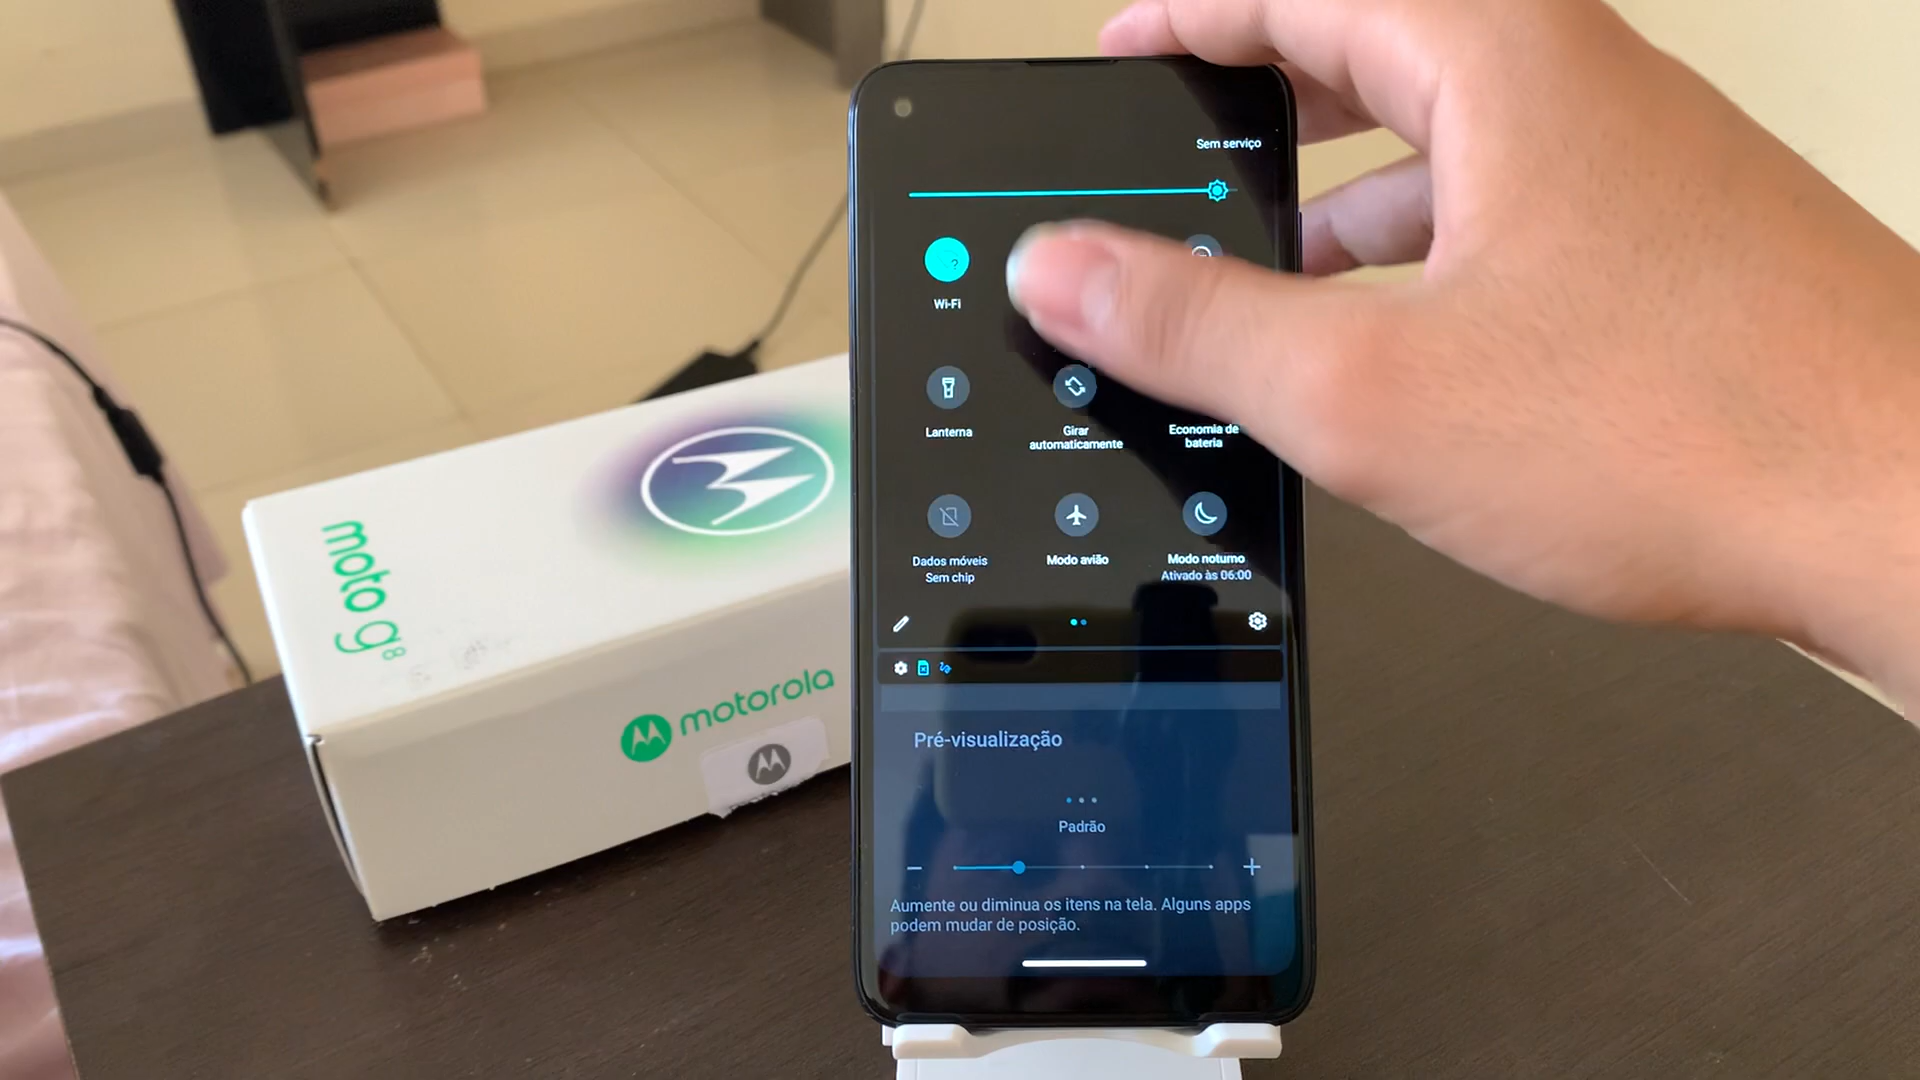 Sem serviço
Wi-Fi
Lanterna
Girar
automaticamente
Economia de
bateria
Dados móveis
Sem chip
Modo avião
Modo noturno
Ativado às 06:00
Pré-visualização
Padrão
Aumente ou diminua os itens na tela. Alguns apps
podem mudar de posição.
moto g8
motorola